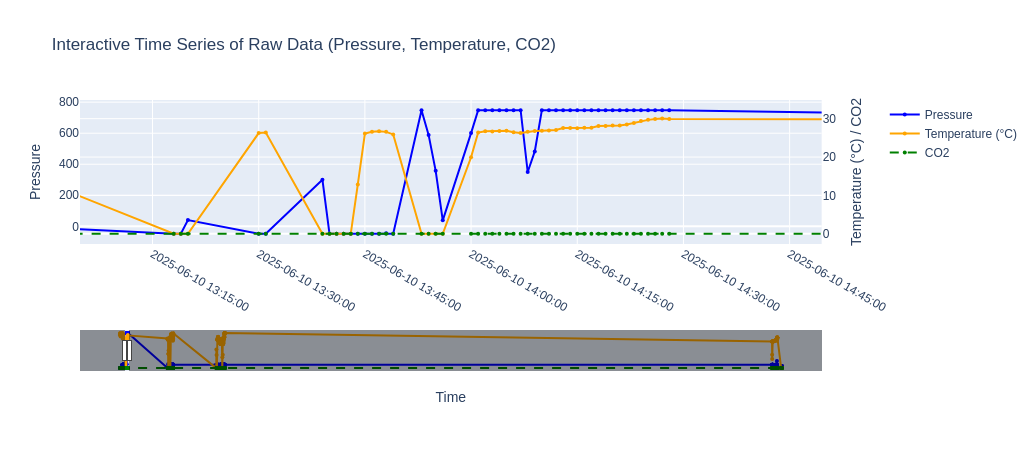 Interactive Time Series of Raw Data (Pressure, Temperature, CO2)
800
600
400
200
0
Pressure
30
20
10
0
Temperature (°C) / CO2
Pressure
Temperature (°C)
CO2
2025-06-10 13:15:00
2025-06-10 13:30:00
2025-06-10 13:45:00
2025-06-10 14:00:00
2025-06-10 14:15:00
2025-06-10 14:30:00
2025-06-10 14:45:00
Time